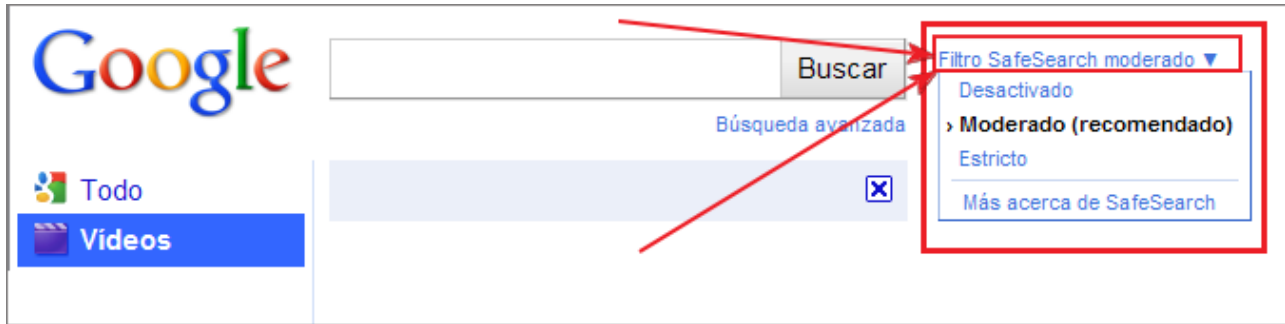 Google
Buscar
Búsqueda avanzada
Filtro SafeSearch moderado ▼
Desactivado
› Moderado (recomendado)
Estricto
Más acerca de SafeSearch
Todo
Vídeos